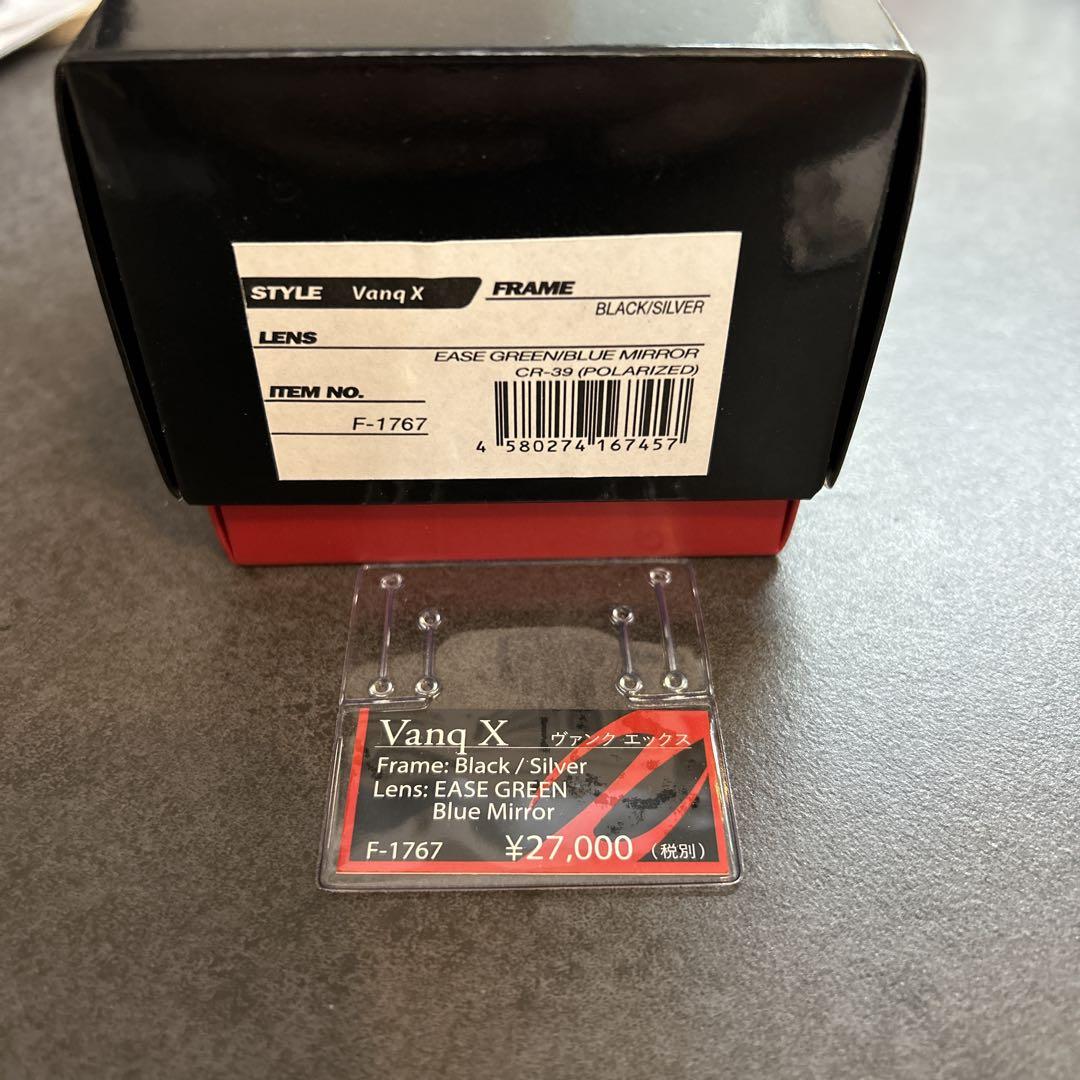 STYLE Vanq X FRAME
BLACK/SILVER
LENS
EASE GREEN/BLUE MIRROR
CR-39 (POLARIZED)
ITEM NO.
F-1767
4 580274 167457
Vanq X ヴァンク エックス
Frame: Black / Silver
Lens: EASE GREEN
Blue Mirror
F-1767 ¥27,000 (税別)